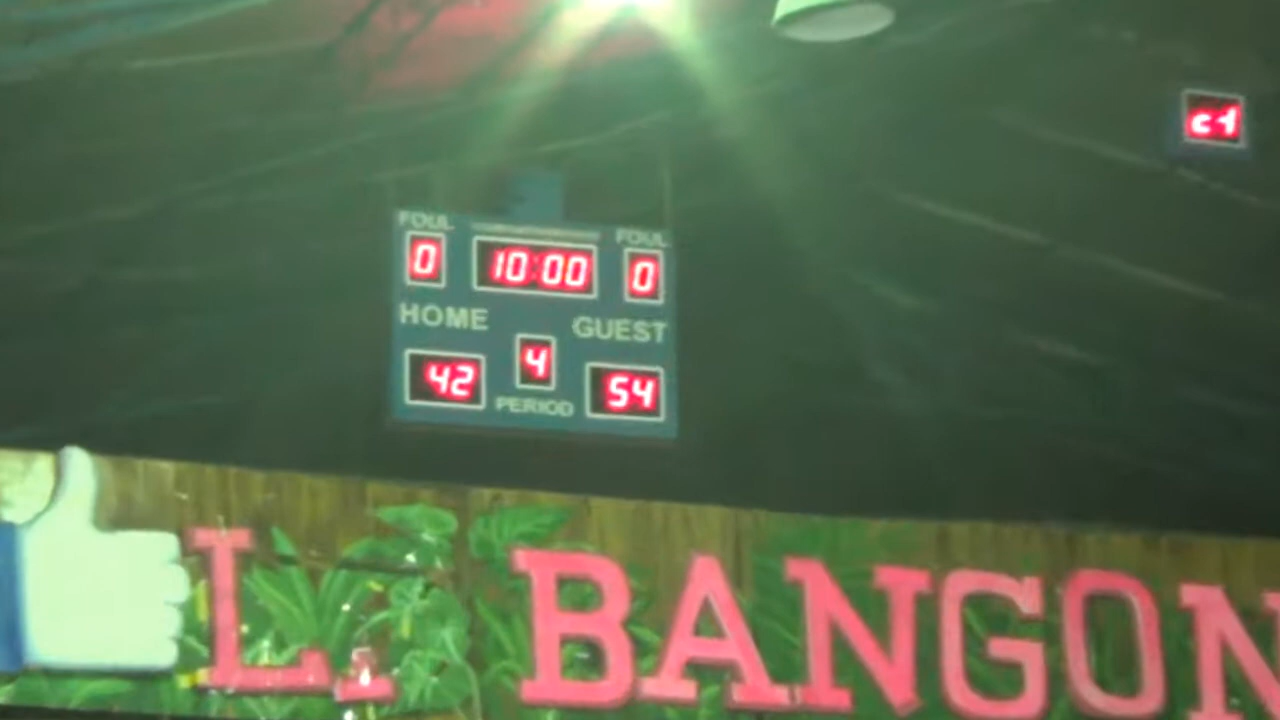 c1
FOUL 10:00 FOUL
0 0
HOME GUEST
42 4 54
PERIOD
L. BANGON